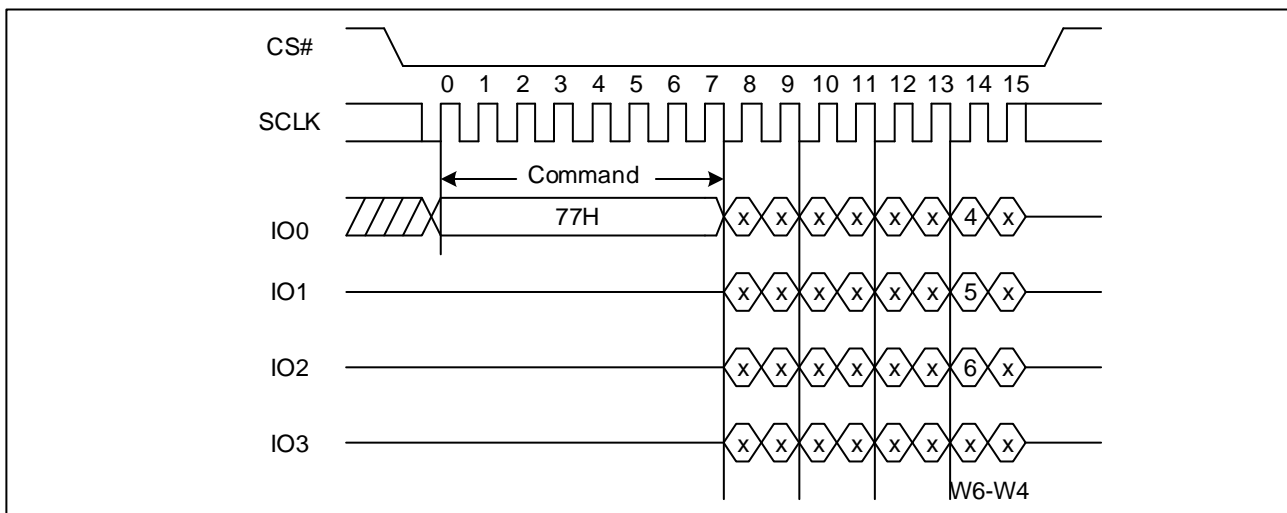 CS#
0 1 2 3 4 5 6 7 8 9 10 11 12 13 14 15
SCLK
Command
IO0 77H x x x x x x 4 x
IO1 x x x x x x 5 x
IO2 x x x x x x 6 x
IO3 x x x x x x x x
W6-W4